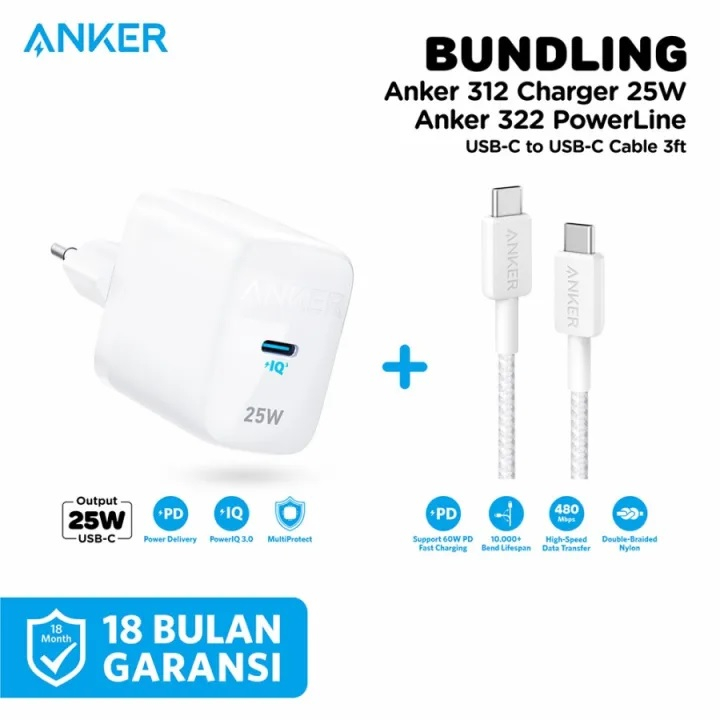 ANKER
BUNDLING
Anker 312 Charger 25W
Anker 322 PowerLine
USB-C to USB-C Cable 3ft
ANKER
IQ³
25W
ANKER
ANKER
Output
25W
USB-C
PD
Power Delivery
IQ
PowerIQ 3.0
MultiProtect
PD
Support 60W PD
Fast Charging
10.000+
Bend Lifespan
480
Mbps
High-Speed
Data Transfer
Double-Braided
Nylon
18
Month
18 BULAN
GARANSI